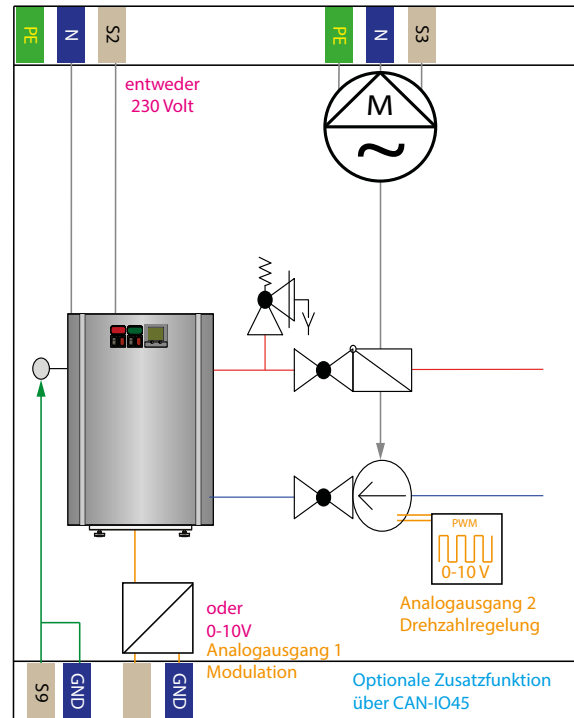 PE
N
S2
PE
N
S3
entweder
230 Volt
M
~
PWM
0-10 V
oder
0-10V
Analogausgang 1
Modulation
Analogausgang 2
Drehzahlregelung
S9
GND
GND
Optionale Zusatzfunktion
über CAN-IO45